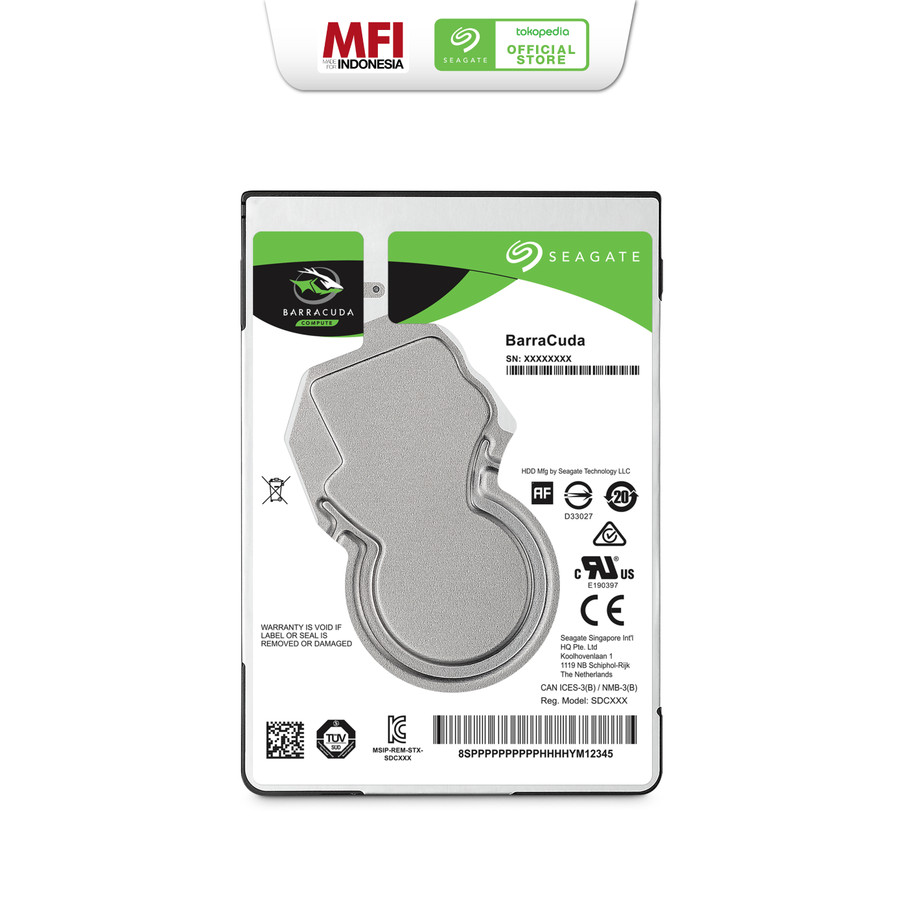 MFI
MADE FOR INDONESIA
SEAGATE
tokopedia
OFFICIAL
STORE
SEAGATE
BARRACUDA
COMPUTE
BarraCuda
SN: XXXXXXXX
HDD Mfg by Seagate Technology LLC
AF
20
D33027
C RU® US
E190397
CE
WARRANTY IS VOID IF
LABEL OR SEAL IS
REMOVED OR DAMAGED
Seagate Singapore Int'l
HQ Pte. Ltd
Koolhovenlaan 1
1119 NB Schiphol-Rijk
The Netherlands
CAN ICES-3(B) / NMB-3(B)
Reg. Model: SDCXXX
TÜV
SÜD
MSIP-REM-STX-
SDCXXX
8SPPPPPPPPPPHHHHYM12345